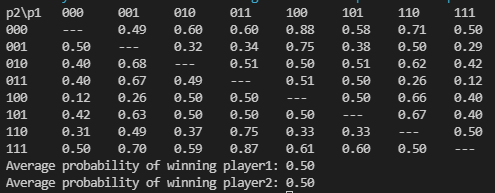 p2\p1 000 001 010 011 100 101 110 111
000 --- 0.49 0.60 0.60 0.88 0.58 0.71 0.50
001 0.50 --- 0.32 0.34 0.75 0.38 0.50 0.29
010 0.40 0.68 --- 0.51 0.50 0.51 0.62 0.42
011 0.40 0.67 0.49 --- 0.51 0.50 0.26 0.12
100 0.12 0.26 0.50 0.50 --- 0.50 0.66 0.40
101 0.42 0.63 0.50 0.50 0.50 --- 0.67 0.40
110 0.31 0.49 0.37 0.75 0.33 0.33 --- 0.50
111 0.50 0.70 0.59 0.87 0.61 0.60 0.50 ---
Average probability of winning player1: 0.50
Average probability of winning player2: 0.50